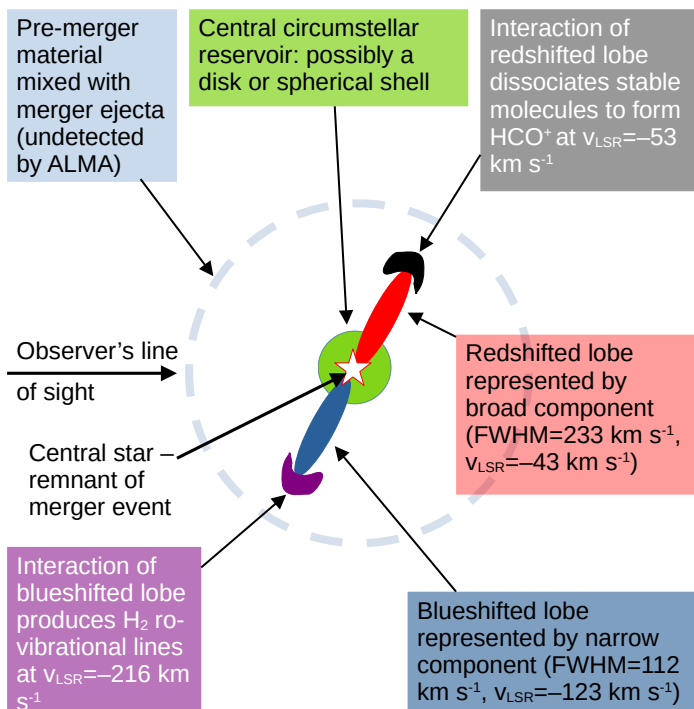 Pre-merger
material
mixed with
merger ejecta
(undetected
by ALMA)
Central circumstellar
reservoir: possibly a
disk or spherical shell
Interaction of
redshifted lobe
dissociates stable
molecules to form
HCO⁺ at v_LSR=–53
km s⁻¹
Observer’s line
of sight
Redshifted lobe
represented by
broad component
(FWHM=233 km s⁻¹,
v_LSR=–43 km s⁻¹)
Central star –
remnant of
merger event
Interaction of
blueshifted lobe
produces H₂ ro-
vibrational lines
at v_LSR=–216 km
s⁻¹
Blueshifted lobe
represented by narrow
component (FWHM=112
km s⁻¹, v_LSR=–123 km s⁻¹)